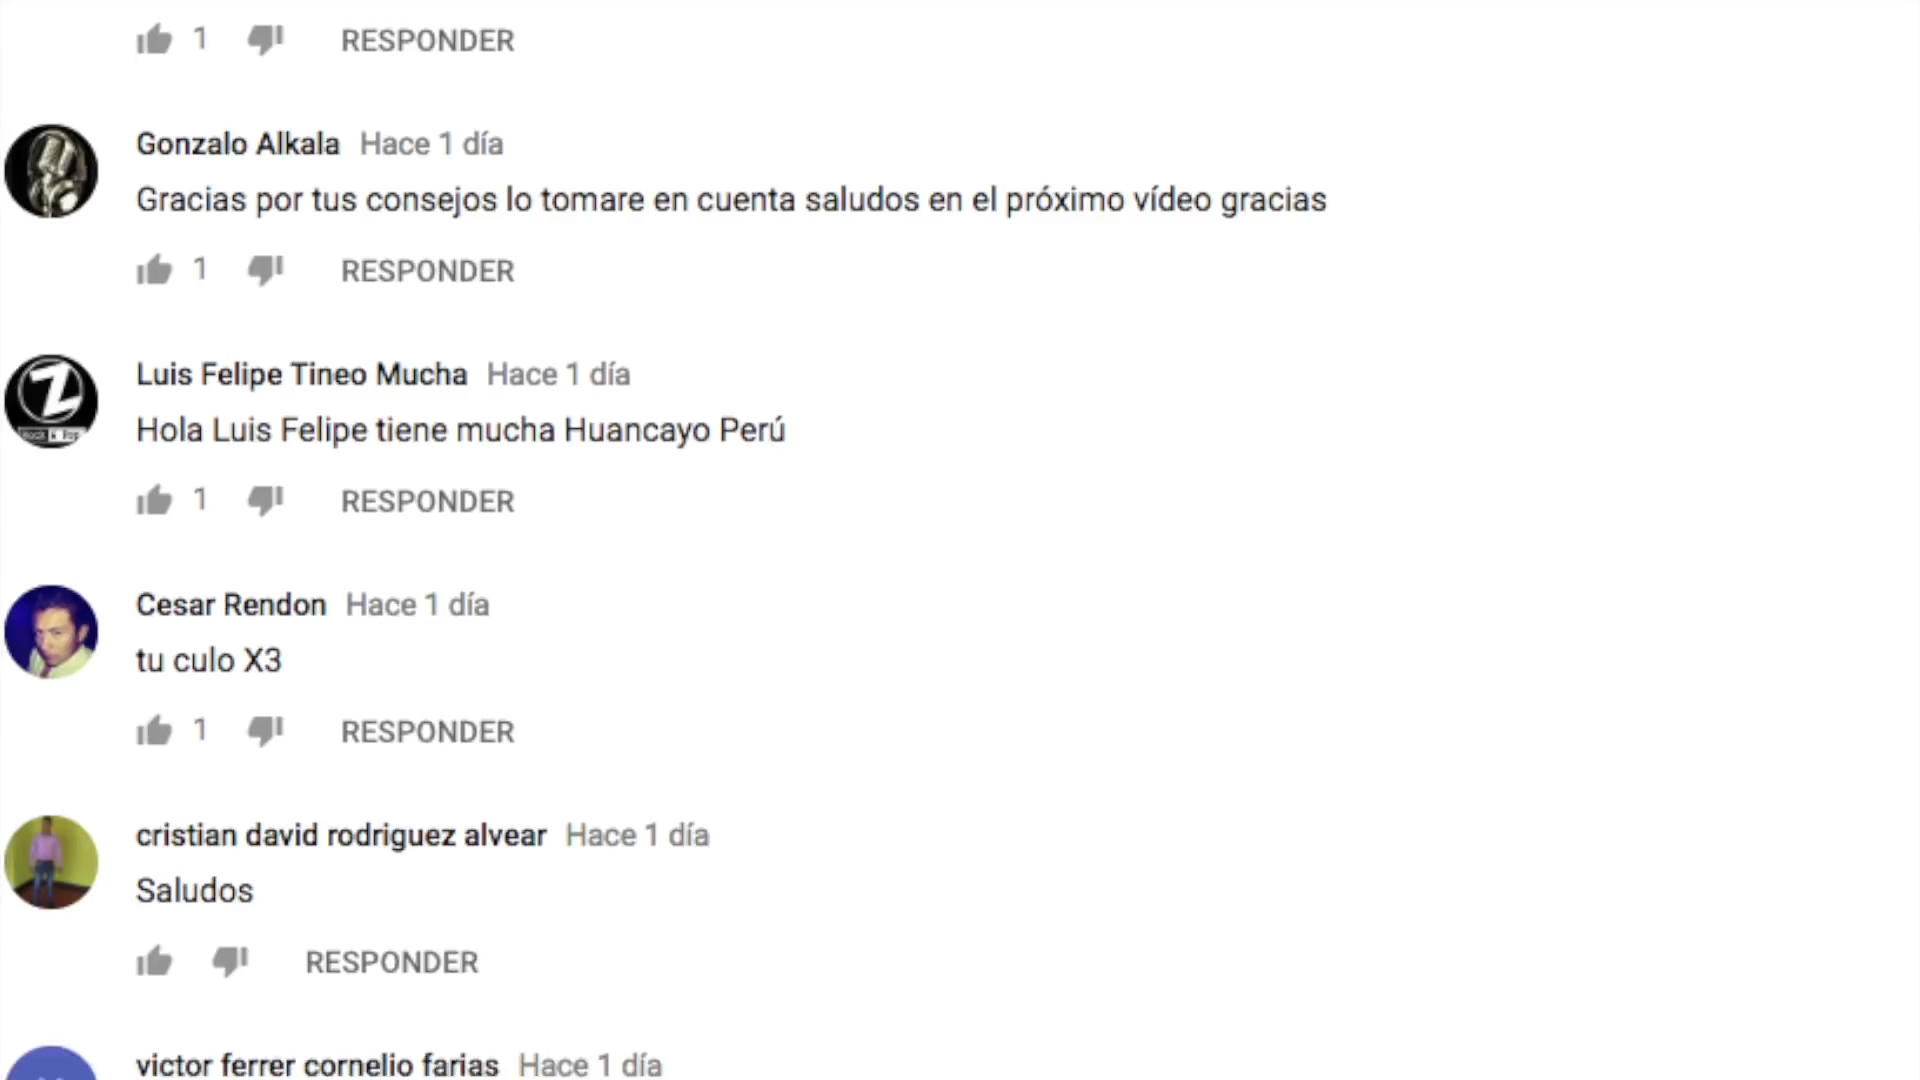 1 RESPONDER
Gonzalo Alkala Hace 1 día
Gracias por tus consejos lo tomare en cuenta saludos en el próximo vídeo gracias
1 RESPONDER
Luis Felipe Tineo Mucha Hace 1 día
Z
Rock & Pop
Hola Luis Felipe tiene mucha Huancayo Perú
1 RESPONDER
Cesar Rendon Hace 1 día
tu culo X3
1 RESPONDER
cristian david rodriguez alvear Hace 1 día
Saludos
RESPONDER
victor ferrer cornelio farias Hace 1 día